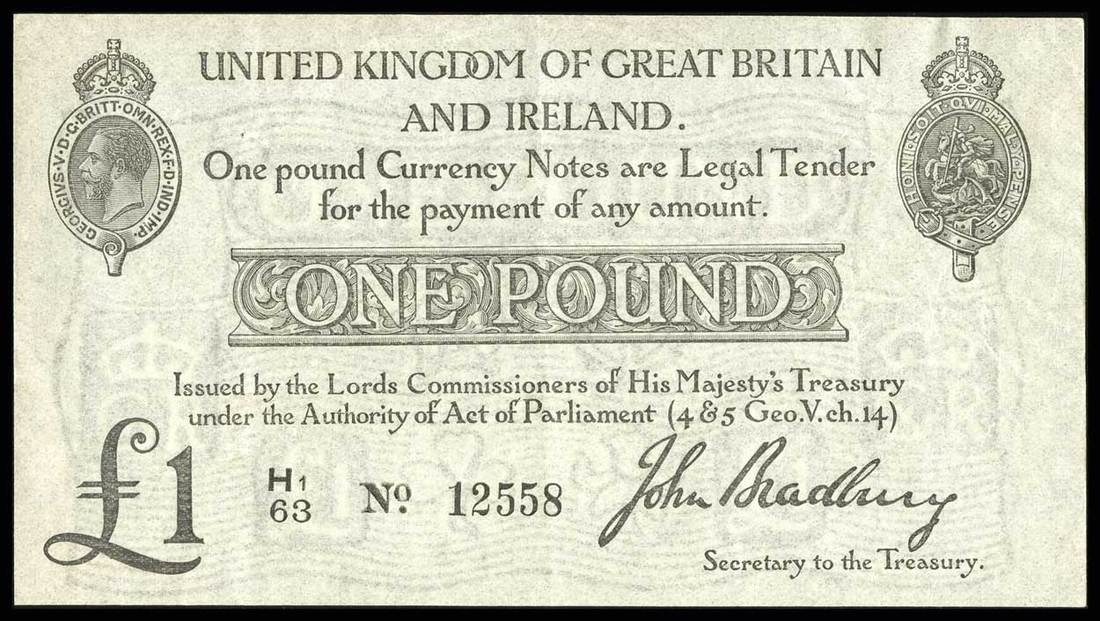 UNITED KINGDOM OF GREAT BRITAIN
AND IRELAND.
GEORGIVS·V·D·G·BRITT·OMN·REX·F·D·IND·IMP.
HONI·SOIT·QVI·MAL·Y·PENSE
One pound Currency Notes are Legal Tender
for the payment of any amount.
ONE POUND
Issued by the Lords Commissioners of His Majesty's Treasury
under the Authority of Act of Parliament (4 & 5 Geo.V.ch.14)
£1
H1
63
No. 12558
John Bradbury
Secretary to the Treasury.